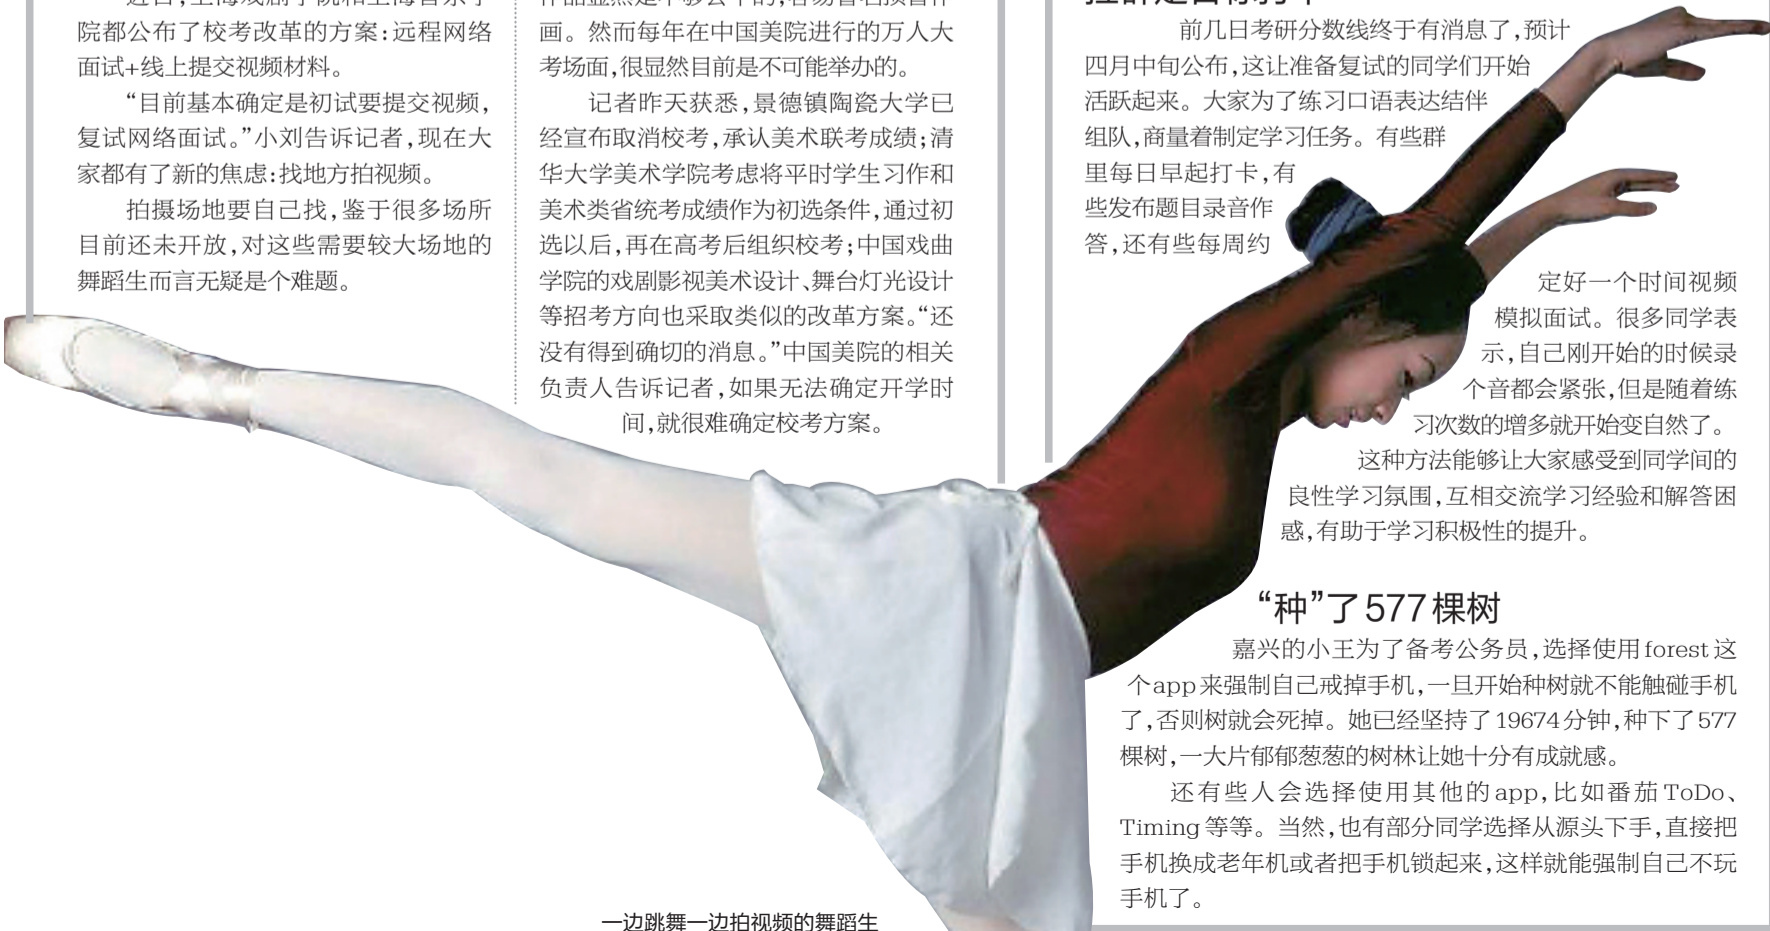 院都公布了校考改革的方案：远程网络
面试+线上提交视频材料。
“目前基本确定是初试要提交视频，
复试网络面试。”小刘告诉记者，现在大
家都有了新的焦虑：找地方拍视频。
拍摄场地要自己找，鉴于很多场所
目前还未开放，对这些需要较大场地的
舞蹈生而言无疑是个难题。
画。然而每年在中国美院进行的万人大
考场面，很显然目前是不可能举办的。
记者昨天获悉，景德镇陶瓷大学已
经宣布取消校考，承认美术联考成绩；清
华大学美术学院考虑将平时学生习作和
美术类省统考成绩作为初选条件，通过初
选以后，再在高考后组织校考；中国戏曲
学院的戏剧影视美术设计、舞台灯光设计
等招考方向也采取类似的改革方案。“还
没有得到确切的消息。”中国美院的相关
负责人告诉记者，如果无法确定开学时
间，就很难确定校考方案。
一边跳舞一边拍视频的舞蹈生
前几日考研分数线终于有消息了，预计
四月中旬公布，这让准备复试的同学们开始
活跃起来。大家为了练习口语表达结伴
组队，商量着制定学习任务。有些群
里每日早起打卡，有
些发布题目录音作
答，还有些每周约
定好一个时间视频
模拟面试。很多同学表
示，自己刚开始的时候录
个音都会紧张，但是随着练
习次数的增多就开始变自然了。
这种方法能够让大家感受到同学间的
良性学习氛围，互相交流学习经验和解答困
惑，有助于学习积极性的提升。
“种”了577棵树
嘉兴的小王为了备考公务员，选择使用forest这
个app来强制自己戒掉手机，一旦开始种树就不能触碰手机
了，否则树就会死掉。她已经坚持了19674分钟，种下了577
棵树，一大片郁郁葱葱的树林让她十分有成就感。
还有些人会选择使用其他的app，比如番茄ToDo、
Timing等等。当然，也有部分同学选择从源头下手，直接把
手机换成老年机或者把手机锁起来，这样就能强制自己不玩
手机了。